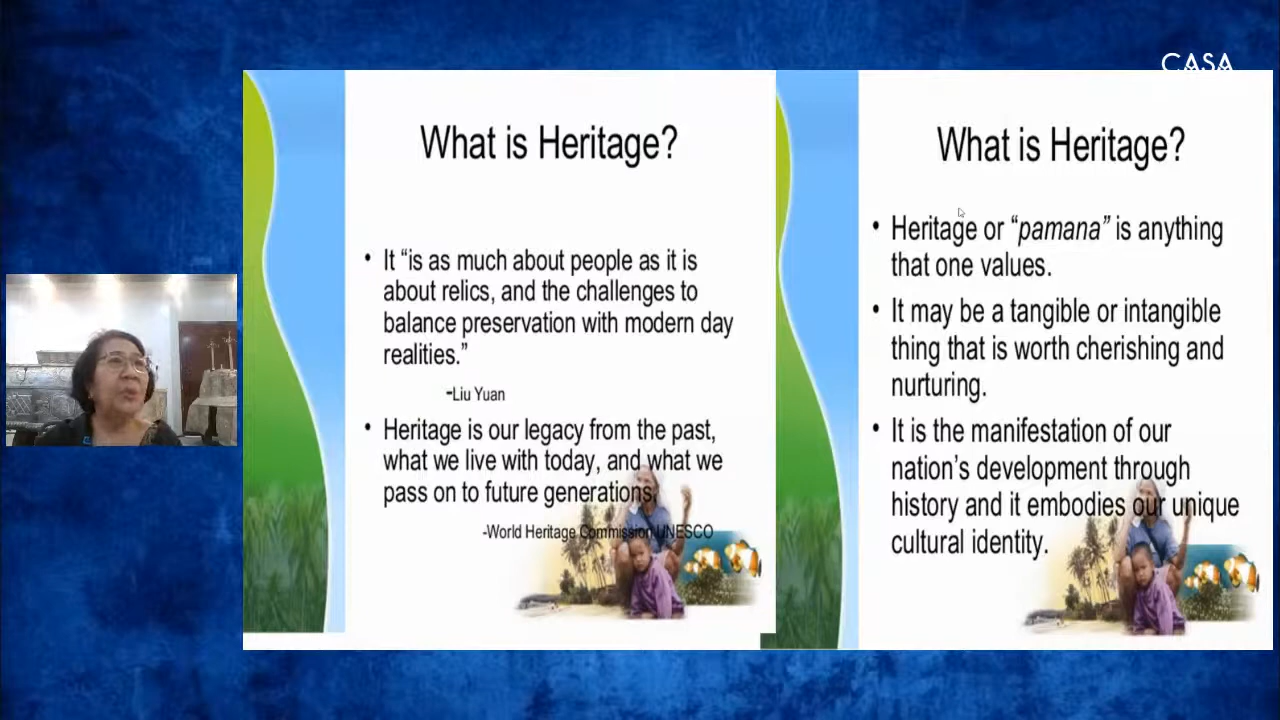 CASA
What is Heritage?
• It “is as much about people as it is
about relics, and the challenges to
balance preservation with modern day
realities.”
-Liu Yuan
• Heritage is our legacy from the past,
what we live with today, and what we
pass on to future generations.
-World Heritage Commission UNESCO
What is Heritage?
• Heritage or “pamana” is anything
that one values.
• It may be a tangible or intangible
thing that is worth cherishing and
nurturing.
• It is the manifestation of our
nation’s development through
history and it embodies our unique
cultural identity.